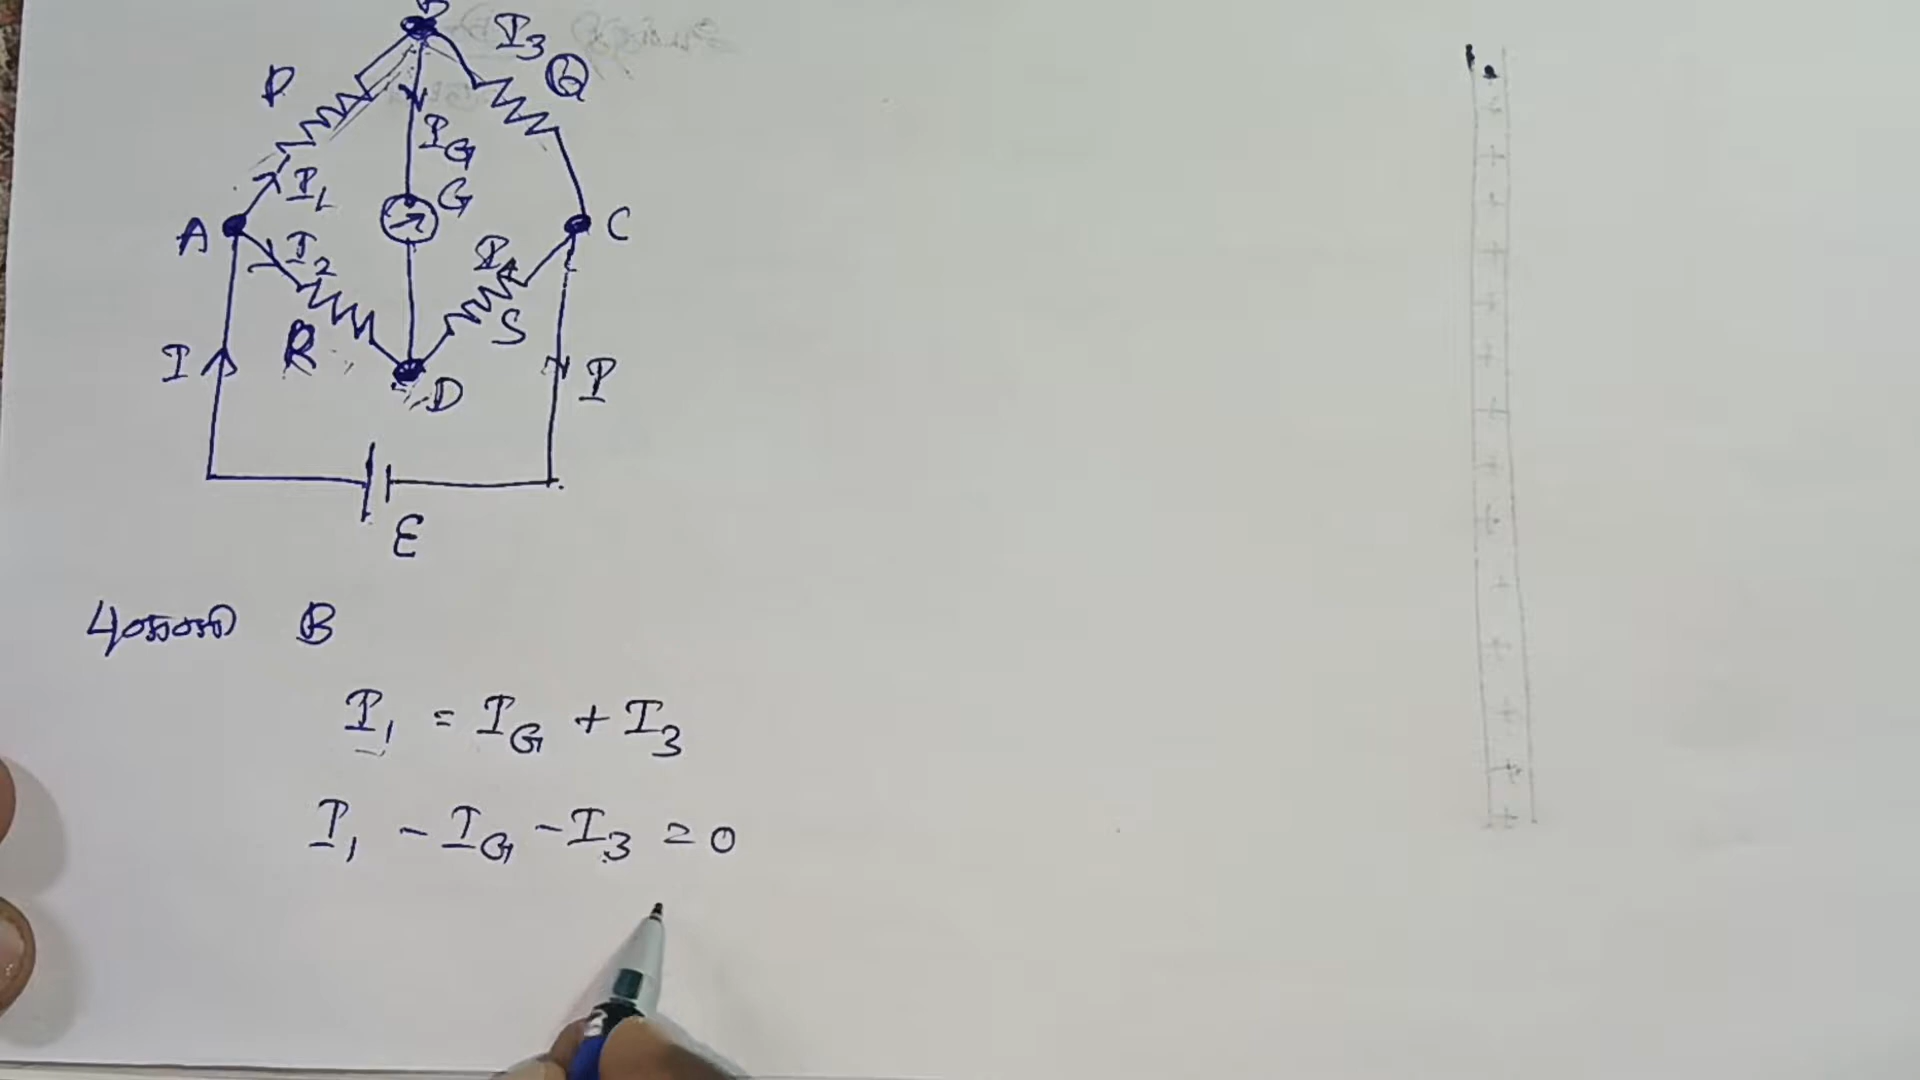 B
I₃
P
Q
I_G
G
I₁
A
C
I₂
I₄
R
S
I
D
I
E
B
I₁ = I_G + I₃
I₁ - I_G - I₃ = 0